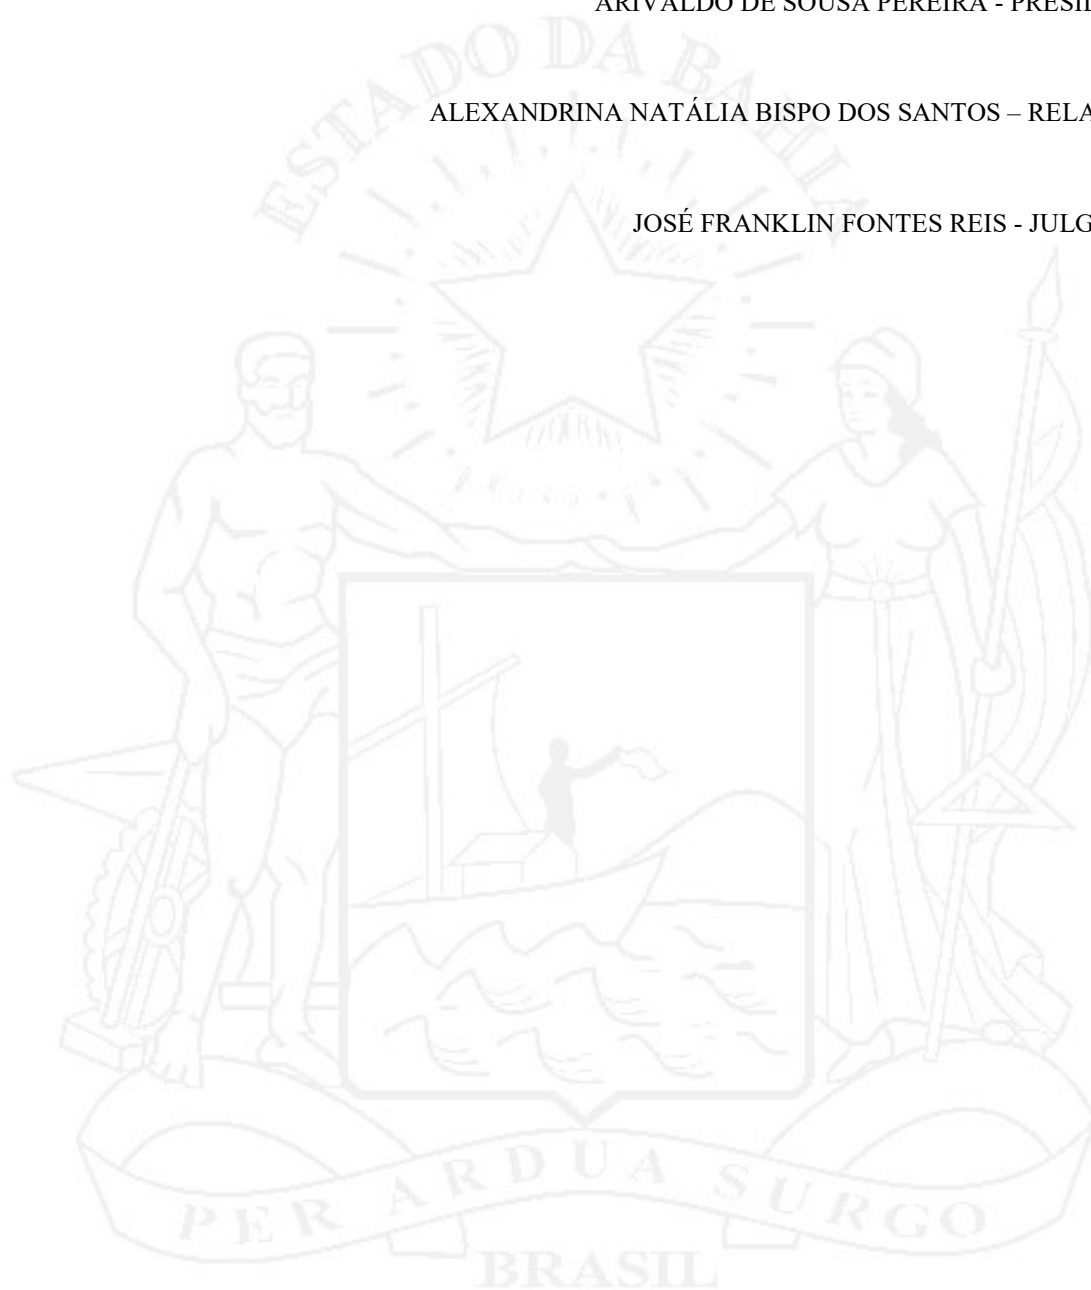 ARIVALDO DE SOUSA PEREIRA -
ALEXANDRINA NATÁLIA BISPO DOS SANTOS –
JOSÉ FRANKLIN FONTES REIS -
ESTADO DA BAHIA
PER ARDUA SURGO
BRASIL